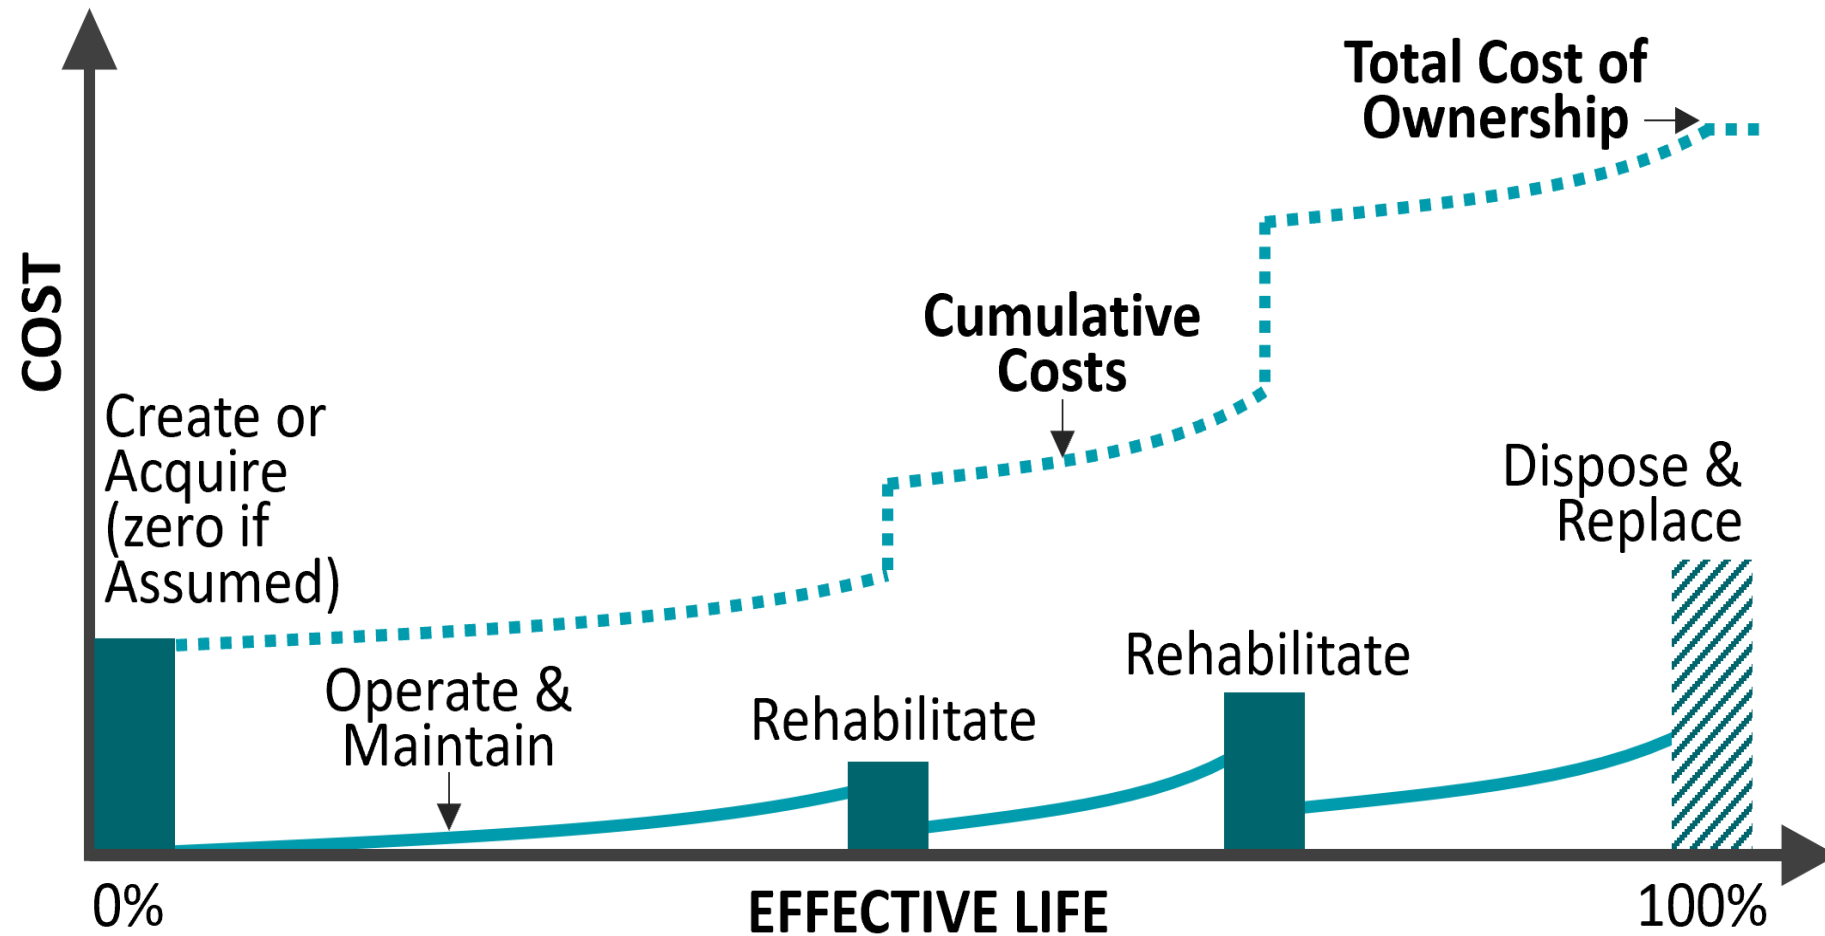 Total Cost of
Ownership
COST
Cumulative
Costs
Create or
Acquire
(zero if
Assumed)
Dispose &
Replace
Operate &
Maintain
Rehabilitate
Rehabilitate
0%
EFFECTIVE LIFE
100%